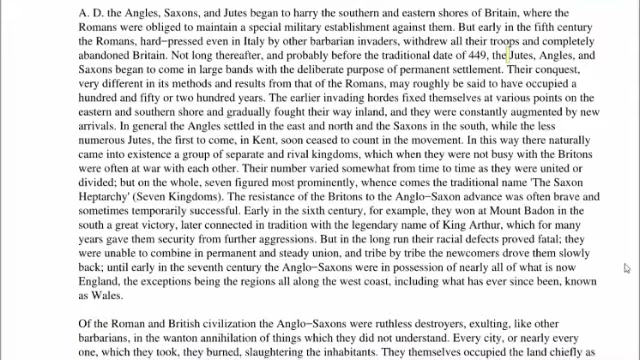 A. D. the Angles, Saxons, and Jutes began to harry the southern and eastern shores of Britain, where the
Romans were obliged to maintain a special military establishment against them. But early in the fifth century
the Romans, hard−pressed even in Italy by other barbarian invaders, withdrew all their troops and completely
abandoned Britain. Not long thereafter, and probably before the traditional date of 449, the Jutes, Angles, and
Saxons began to come in large bands with the deliberate purpose of permanent settlement. Their conquest,
very different in its methods and results from that of the Romans, may roughly be said to have occupied a
hundred and fifty or two hundred years. The earlier invading hordes fixed themselves at various points on the
eastern and southern shore and gradually fought their way inland, and they were constantly augmented by new
arrivals. In general the Angles settled in the east and north and the Saxons in the south, while the less
numerous Jutes, the first to come, in Kent, soon ceased to count in the movement. In this way there naturally
came into existence a group of separate and rival kingdoms, which when they were not busy with the Britons
were often at war with each other. Their number varied somewhat from time to time as they were united or
divided; but on the whole, seven figured most prominently, whence comes the traditional name 'The Saxon
Heptarchy' (Seven Kingdoms). The resistance of the Britons to the Anglo−Saxon advance was often brave and
sometimes temporarily successful. Early in the sixth century, for example, they won at Mount Badon in the
south a great victory, later connected in tradition with the legendary name of King Arthur, which for many
years gave them security from further aggressions. But in the long run their racial defects proved fatal; they
were unable to combine in permanent and steady union, and tribe by tribe the newcomers drove them slowly
back; until early in the seventh century the Anglo−Saxons were in possession of nearly all of what is now
England, the exceptions being the regions all along the west coast, including what has ever since been, known
as Wales.
Of the Roman and British civilization the Anglo−Saxons were ruthless destroyers, exulting, like other
barbarians, in the wanton annihilation of things which they did not understand. Every city, or nearly every
one, which they took, they burned, slaughtering the inhabitants. They themselves occupied the land chiefly as